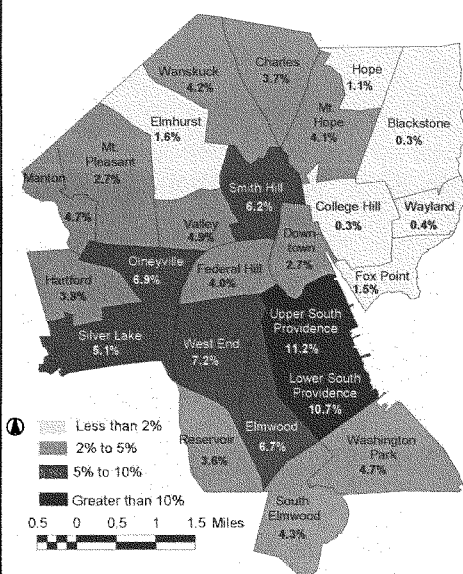 Wanskuck
4.2%
Charles
3.7%
Hope
1.1%
Mt.
Hope
4.1%
Blackstone
0.3%
Elmhurst
1.6%
Mt.
Pleasant
2.7%
Manton
4.7%
Smith Hill
6.2%
Valley
4.9%
College Hill
0.3%
Wayland
0.4%
Down-
town
2.7%
Olneyville
6.9%
Federal Hill
4.0%
Fox Point
1.5%
Hartford
3.9%
Silver Lake
5.1%
West End
7.2%
Upper South
Providence
11.2%
Lower South
Providence
10.7%
Reservoir
3.6%
Elmwood
6.7%
Washington
Park
4.7%
South
Elmwood
4.3%
Less than 2%
2% to 5%
5% to 10%
Greater than 10%
0.5 0 0.5 1 1.5 Miles